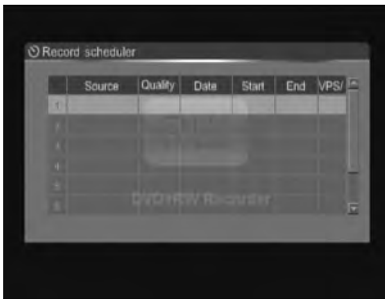 Record scheduler
Source Quality Date Start End VPS/
1
2
3
4
5
6
DVD+RW Recorder